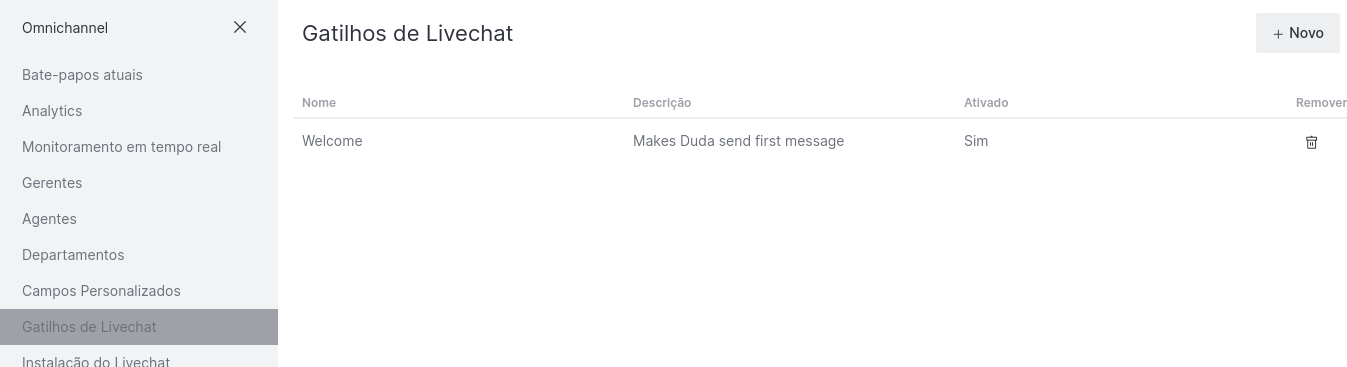 Omnichannel
Bate-papos atuais
Analytics
Monitoramento em tempo real
Gerentes
Agentes
Departamentos
Campos Personalizados
Gatilhos de Livechat
Instalação do Livechat
Gatilhos de Livechat
+ Novo
Nome Descrição Ativado Remover
Welcome Makes Duda send first message Sim